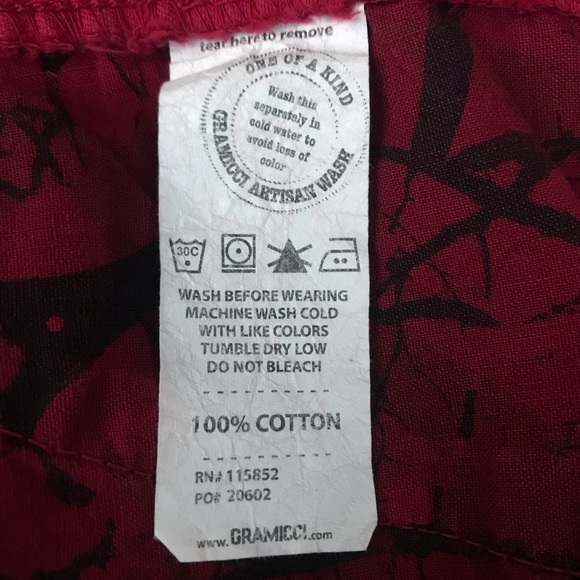 tear here to remove
ONE OF A KIND
Wash this
separately in
cold water to
avoid loss of
color
GRAMICCI ARTISAN WASH
30C
WASH BEFORE WEARING
MACHINE WASH COLD
WITH LIKE COLORS
TUMBLE DRY LOW
DO NOT BLEACH
100% COTTON
RN# 115852
PO# 20602
www.GRAMICCI.com